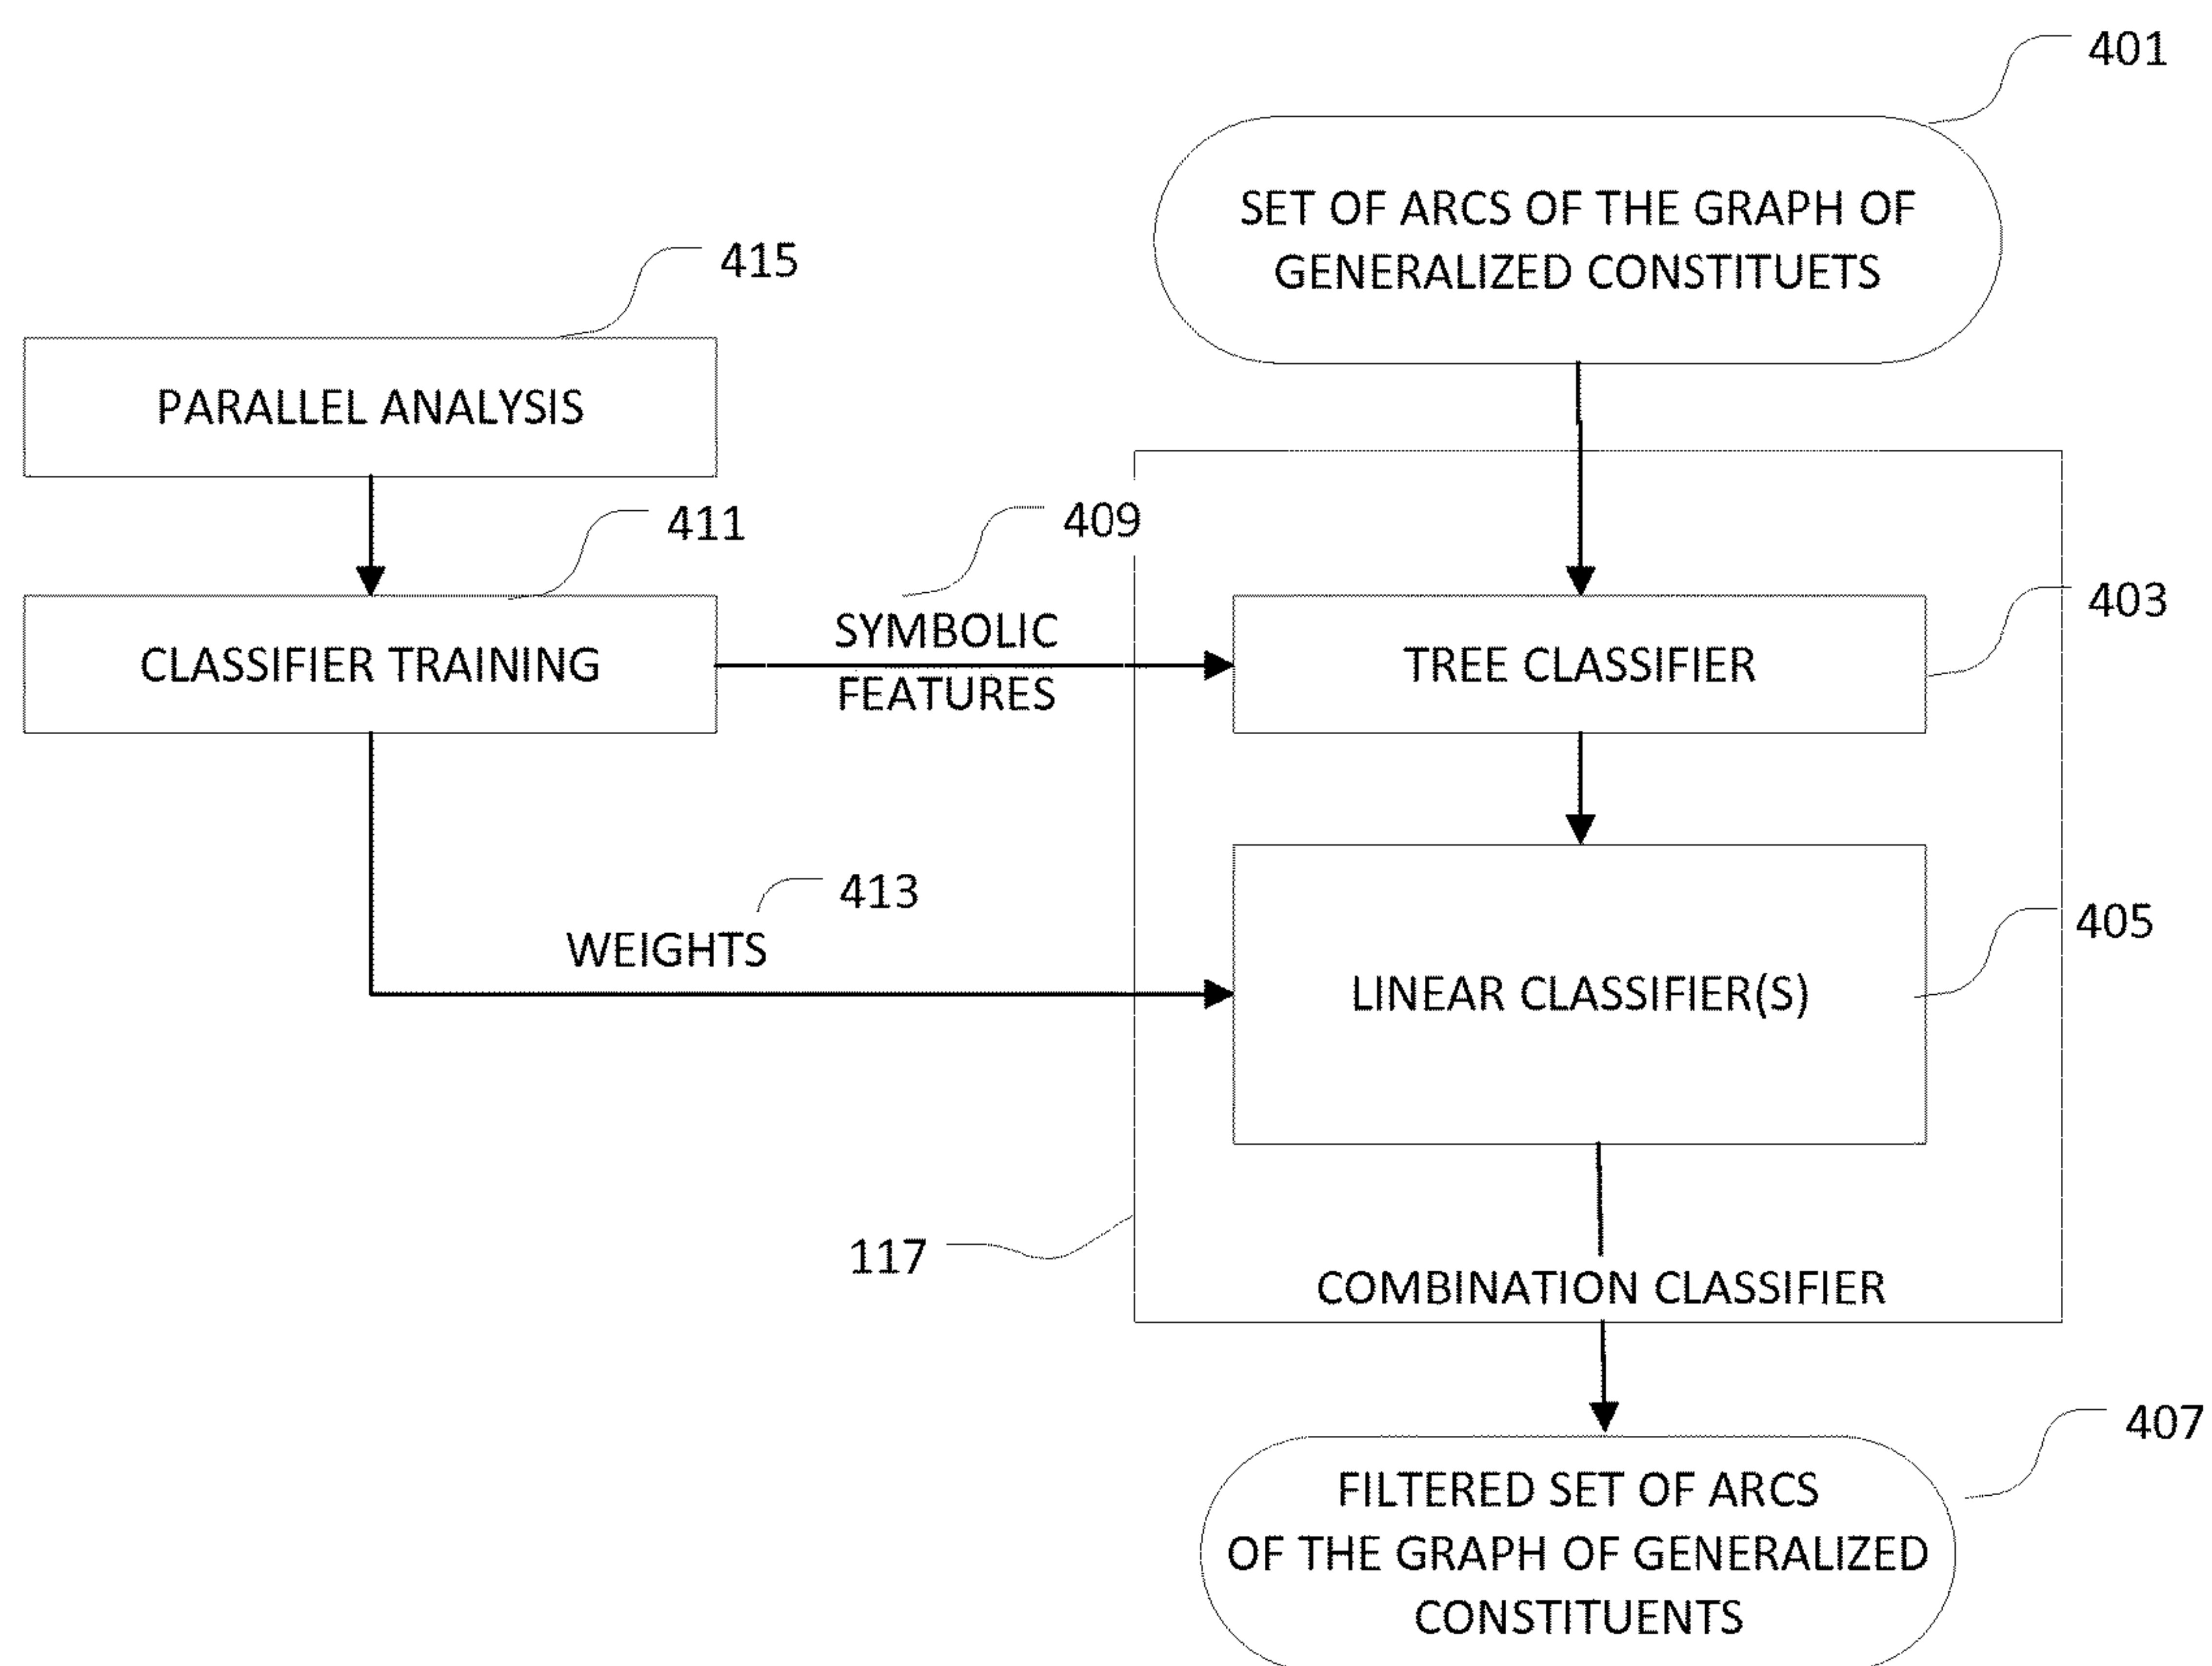 401
SET OF ARCS OF THE GRAPH OF
GENERALIZED CONSTITUETS
415
PARALLEL ANALYSIS
411
409
CLASSIFIER TRAINING
SYMBOLIC
FEATURES
TREE CLASSIFIER
403
413
WEIGHTS
LINEAR CLASSIFIER(S)
405
117
COMBINATION CLASSIFIER
407
FILTERED SET OF ARCS
OF THE GRAPH OF GENERALIZED
CONSTITUENTS